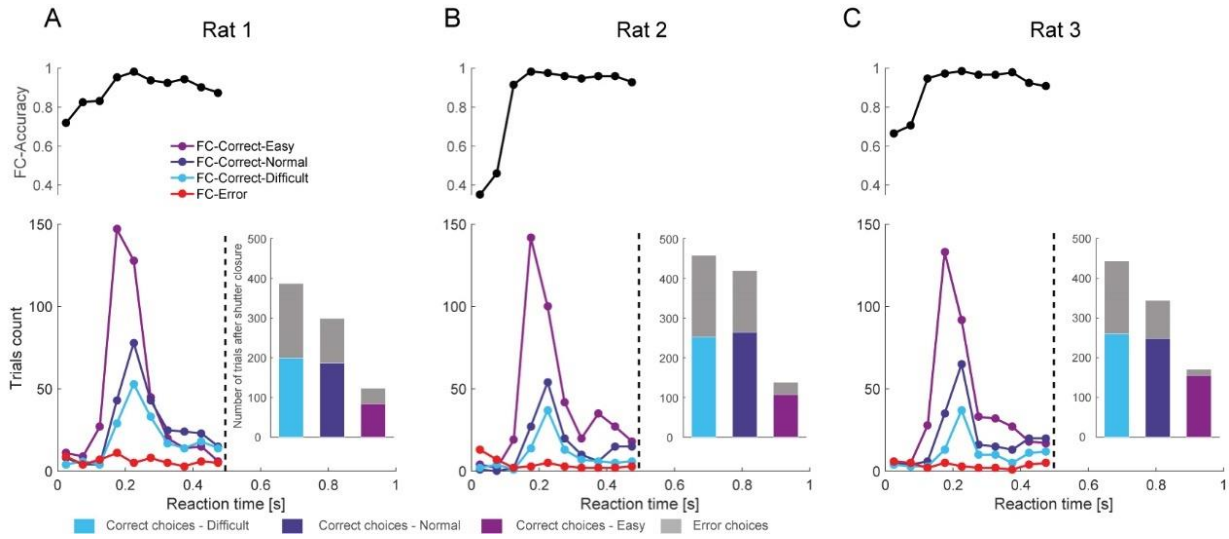 A
Rat 1
B
Rat 2
C
Rat 3
FC-Accuracy
1
0.8
0.6
0.4
FC-Correct-Easy
FC-Correct-Normal
FC-Correct-Difficult
FC-Error
1
0.8
0.6
0.4
1
0.8
0.6
0.4
Trials count
150
100
50
0
Number of trials after shutter closure
500
400
300
200
100
0
150
100
50
0
500
400
300
200
100
0
150
100
50
0
500
400
300
200
100
0
0 0.2 0.4 0.6 0.8 1
0 0.2 0.4 0.6 0.8 1
0 0.2 0.4 0.6 0.8 1
Reaction time [s]
Reaction time [s]
Reaction time [s]
Correct choices - Difficult
Correct choices - Normal
Correct choices - Easy
Error choices